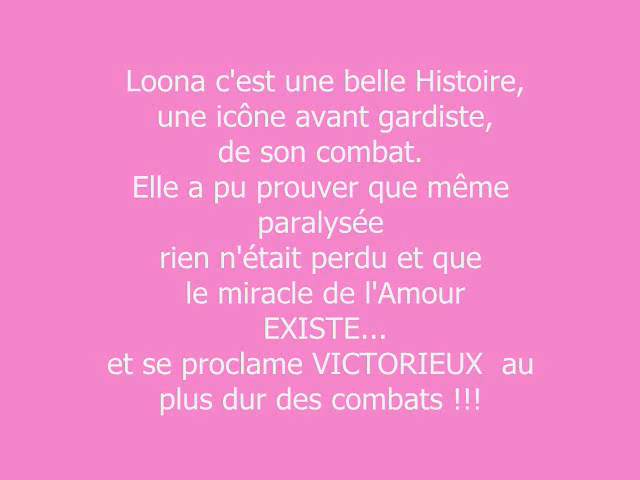 Loona c'est une belle Histoire,
une icône avant gardiste,
de son combat.
Elle a pu prouver que même
paralysée
rien n'était perdu et que
le miracle de l'Amour
EXISTE...
et se proclame VICTORIEUX  au
plus dur des combats !!!